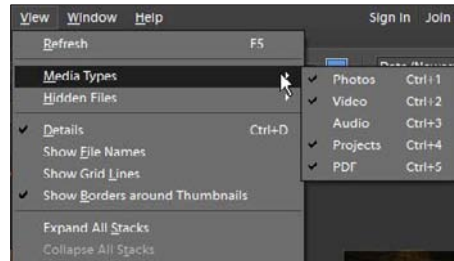 View Window Help Sign In Join
Refresh F5
Media Types
Hidden Files
Details Ctrl+D
Show File Names
Show Grid Lines
Show Borders around Thumbnails
Expand All Stacks
Collapse All Stacks
Photos Ctrl+1
Video Ctrl+2
Audio Ctrl+3
Projects Ctrl+4
PDF Ctrl+5